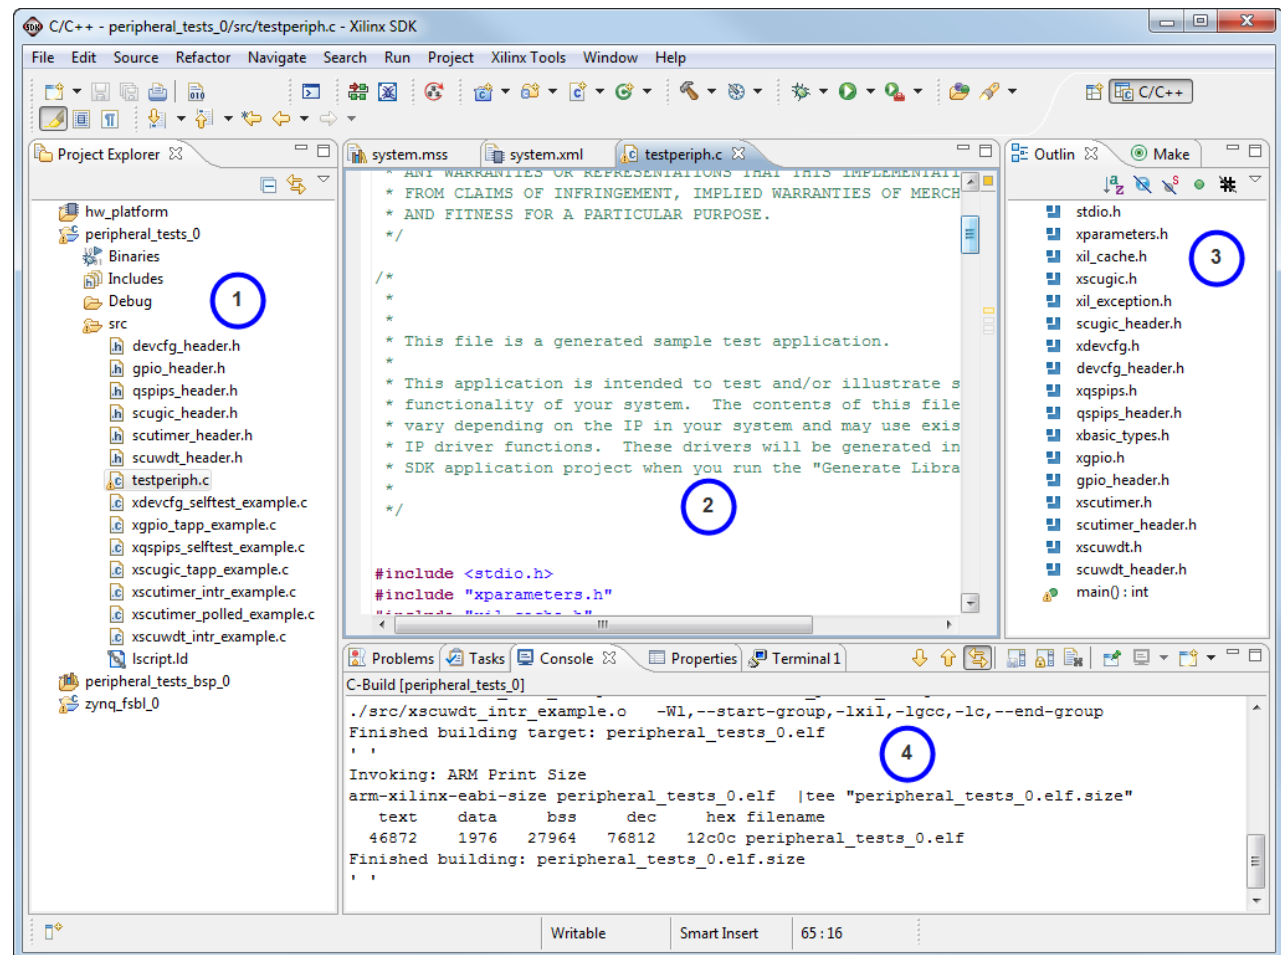 C/C++ - peripheral_tests_0/src/testperiph.c - Xilinx SDK
File Edit Source Refactor Navigate Search Run Project Xilinx Tools Window Help
C/C++
Project Explorer
hw_platform
peripheral_tests_0
Binaries
Includes
Debug
src
devcfg_header.h
gpio_header.h
qspips_header.h
scugic_header.h
scutimer_header.h
scuwdt_header.h
testperiph.c
xdevcfg_selftest_example.c
xgpio_tapp_example.c
xqspips_selftest_example.c
xscugic_tapp_example.c
xscutimer_intr_example.c
xscutimer_polled_example.c
xscuwdt_intr_example.c
lscript.ld
peripheral_tests_bsp_0
zynq_fsbl_0
1
system.mss system.xml testperiph.c
* ANY WARRANTIES OR REPRESENTATIONS THAT THIS IMPLEMENTATI
* FROM CLAIMS OF INFRINGEMENT, IMPLIED WARRANTIES OF MERCH
* AND FITNESS FOR A PARTICULAR PURPOSE.
*/
/*
*
*
* This file is a generated sample test application.
*
* This application is intended to test and/or illustrate s
* functionality of your system. The contents of this file
* vary depending on the IP in your system and may use exis
* IP driver functions. These drivers will be generated in
* SDK application project when you run the "Generate Libra
*
*/
2
#include <stdio.h>
#include "xparameters.h"
#include "xil_cache.h"
Outlin Make
stdio.h
xparameters.h
xil_cache.h
xscugic.h
xil_exception.h
scugic_header.h
xdevcfg.h
devcfg_header.h
xqspips.h
qspips_header.h
xbasic_types.h
xgpio.h
gpio_header.h
xscutimer.h
scutimer_header.h
xscuwdt.h
scuwdt_header.h
main() : int
3
Problems Tasks Console Properties Terminal 1
C-Build [peripheral_tests_0]
./src/xscuwdt_intr_example.o -Wl,--start-group,-lxil,-lgcc,-lc,--end-group
Finished building target: peripheral_tests_0.elf
' '
Invoking: ARM Print Size
arm-xilinx-eabi-size peripheral_tests_0.elf |tee "peripheral_tests_0.elf.size"
text data bss dec hex filename
46872 1976 27964 76812 12c0c peripheral_tests_0.elf
Finished building: peripheral_tests_0.elf.size
' '
4
Writable Smart Insert 65 : 16